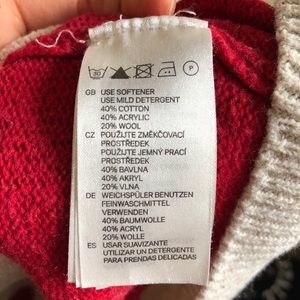 30 P
GB USE SOFTENER
USE MILD DETERGENT
40% COTTON
40% ACRYLIC
20% WOOL
CZ POUŽIJTE ZMĚKČOVACÍ
PROSTŘEDEK
POUŽIJTE JEMNÝ PRACÍ
PROSTŘEDEK
40% BAVLNA
40% AKRYL
20% VLNA
DE WEICHSPÜLER BENUTZEN
FEINWASCHMITTEL
VERWENDEN
40% BAUMWOLLE
40% ACRYL
20% WOLLE
ES USAR SUAVIZANTE
UTILIZAR UN DETERGENTE
PARA PRENDAS DELICADAS